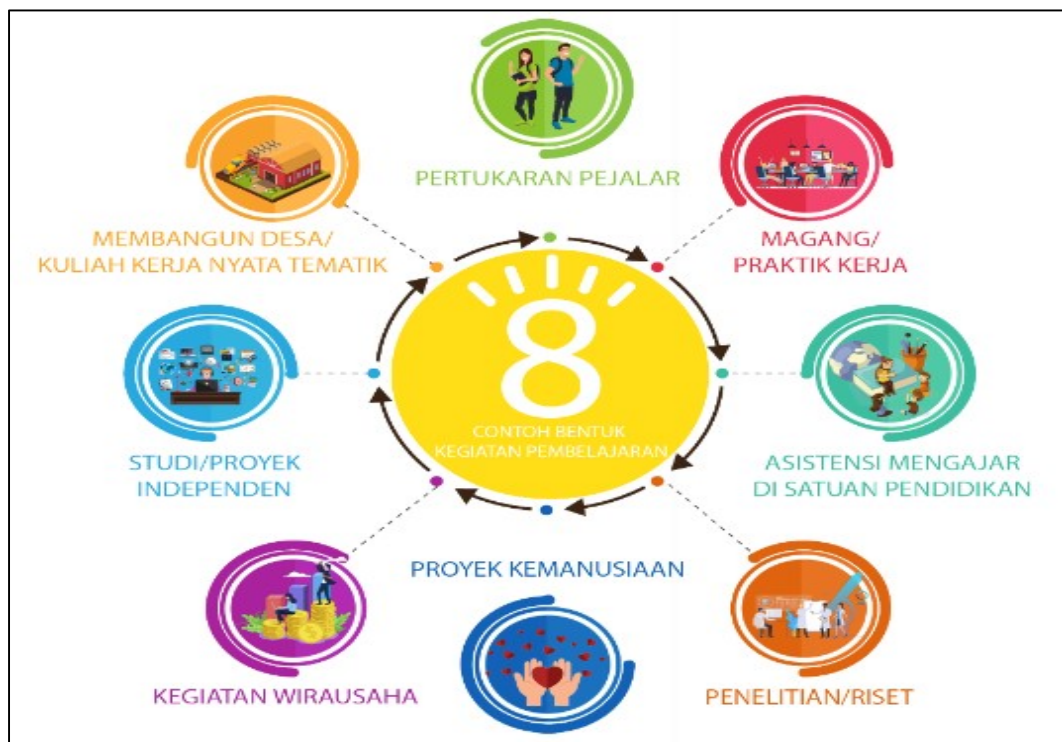 PERTUKARAN PEJALAR
MAGANG/
PRAKTIK KERJA
ASISTENSI MENGAJAR
DI SATUAN PENDIDIKAN
PENELITIAN/RISET
PROYEK KEMANUSIAAN
KEGIATAN WIRAUSAHA
STUDI/PROYEK
INDEPENDEN
MEMBANGUN DESA/
KULIAH KERJA NYATA TEMATIK
8
CONTOH BENTUK
KEGIATAN PEMBELAJARAN